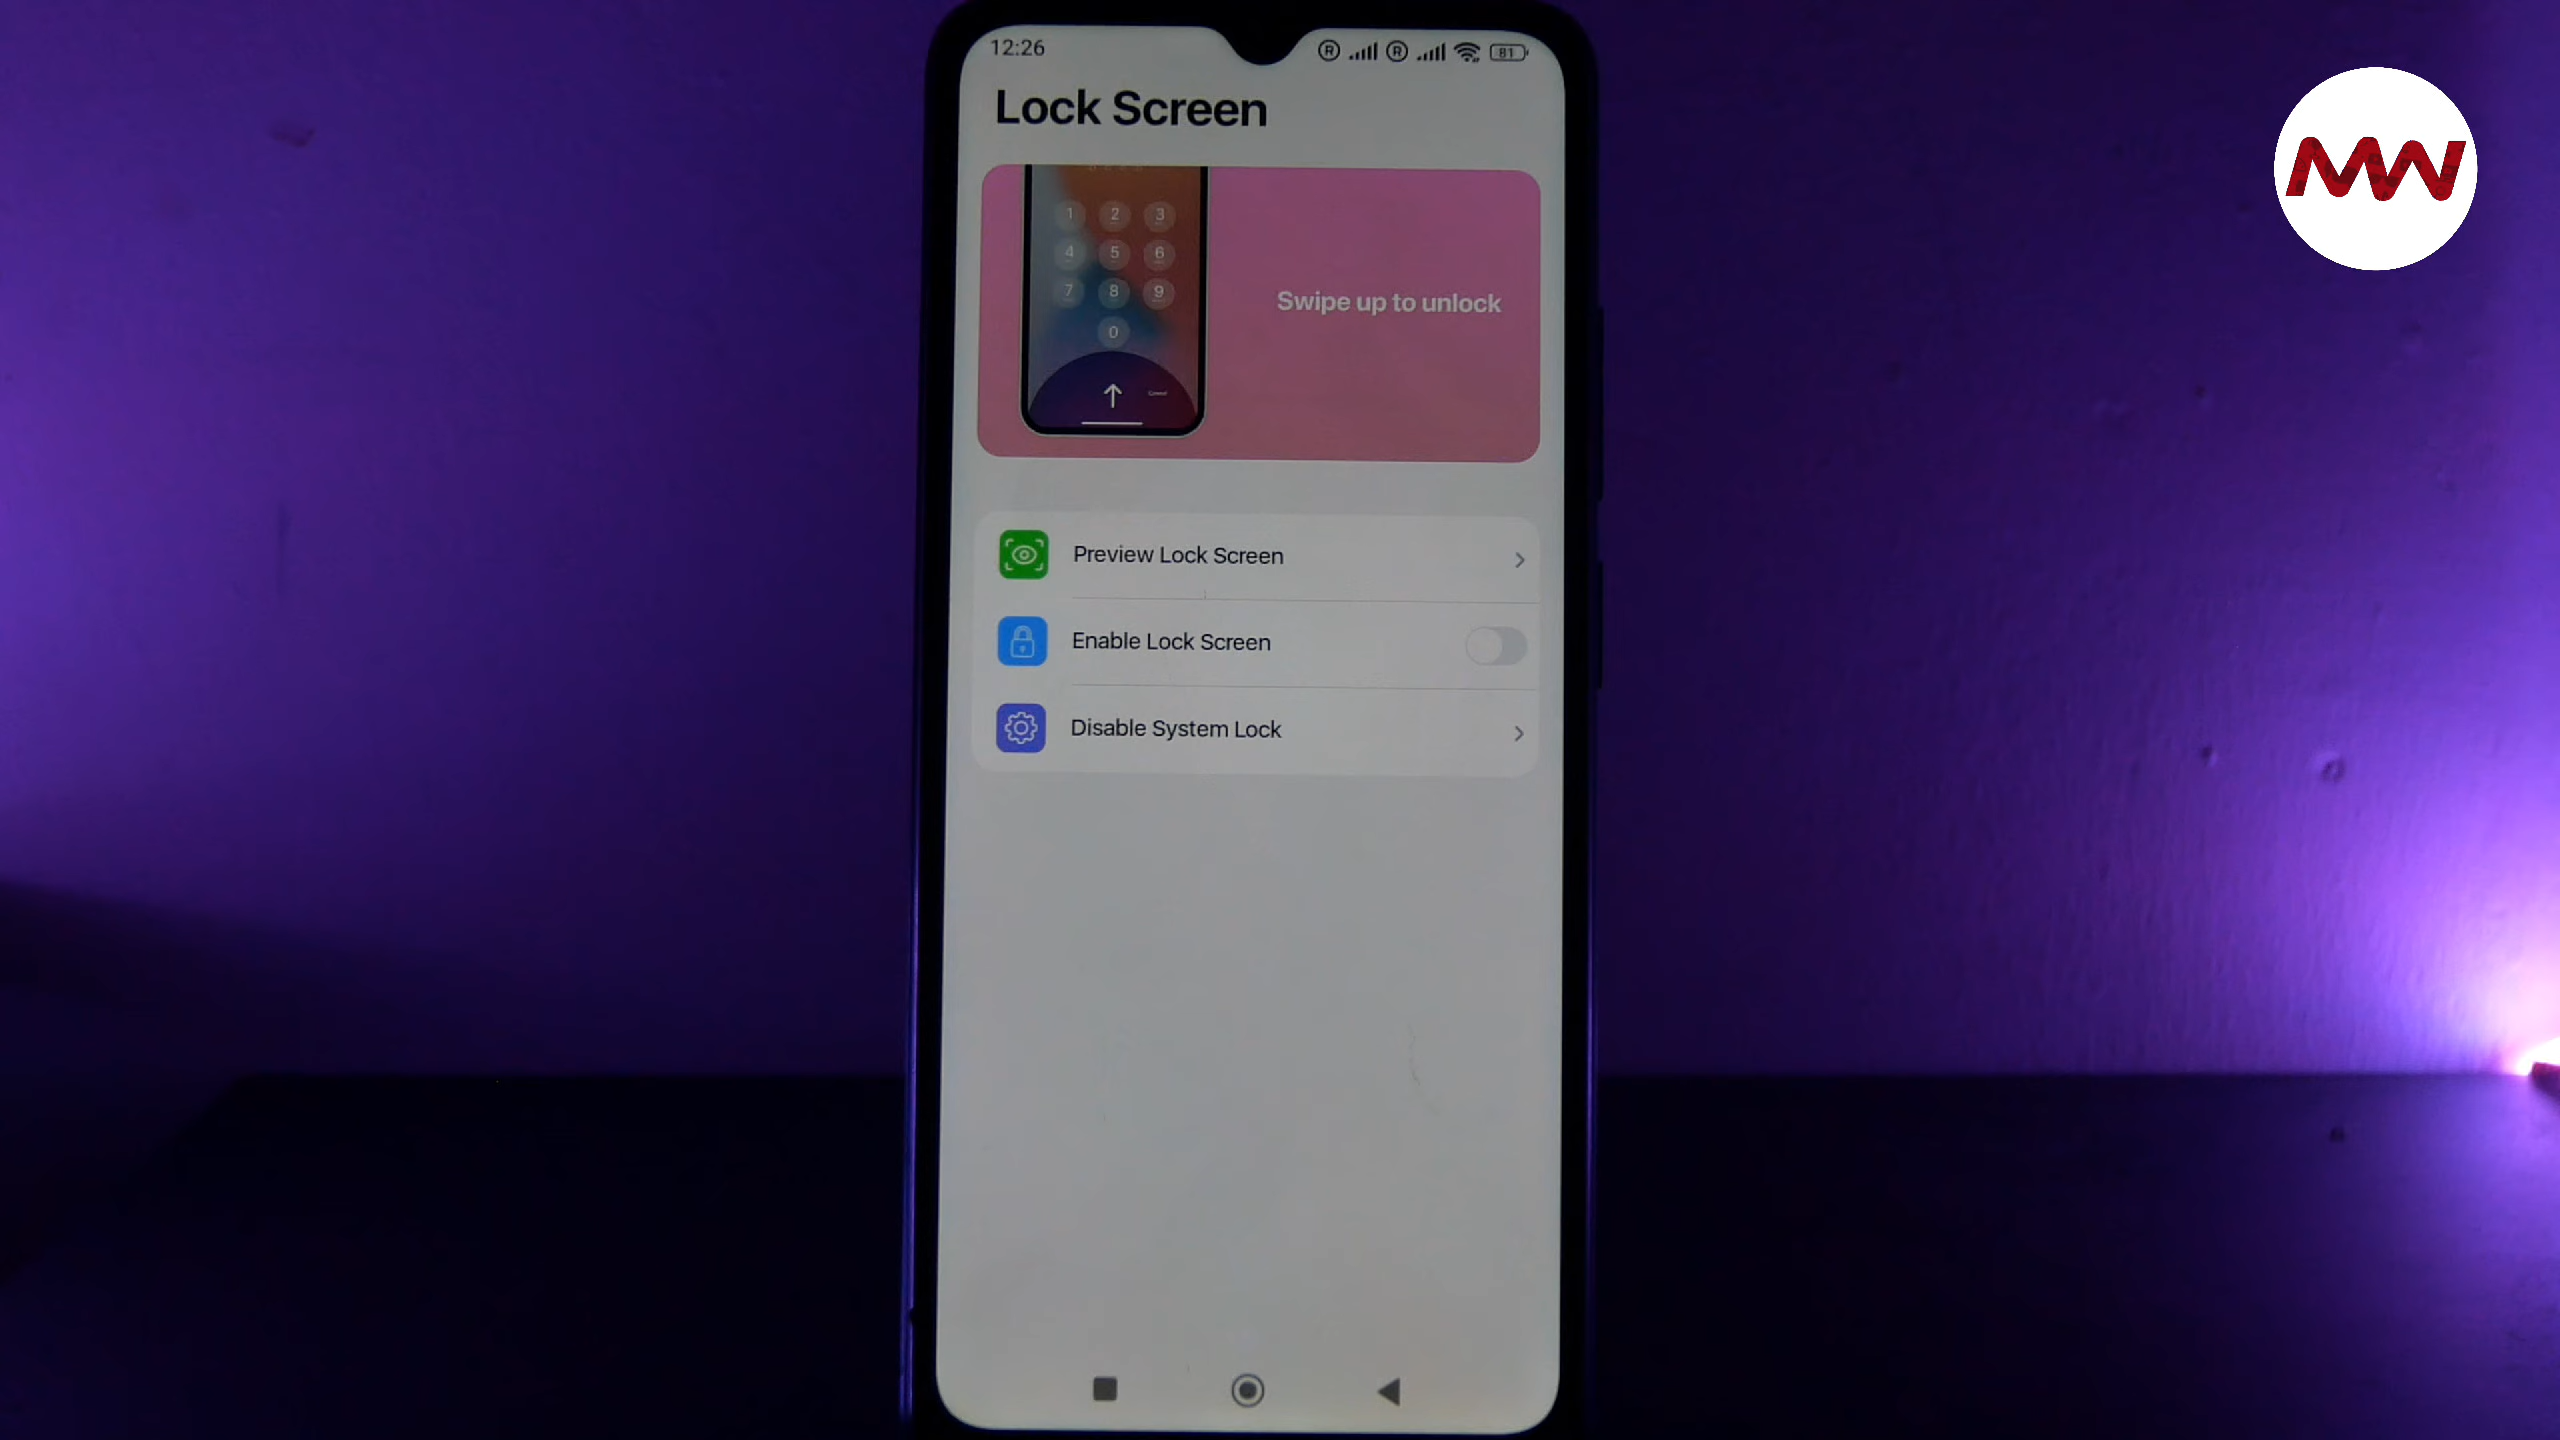 12:26
R R 81
Lock Screen
1 2 3
4 5 6
7 8 9
0
Cancel
Swipe up to unlock
Preview Lock Screen
Enable Lock Screen
Disable System Lock
MW